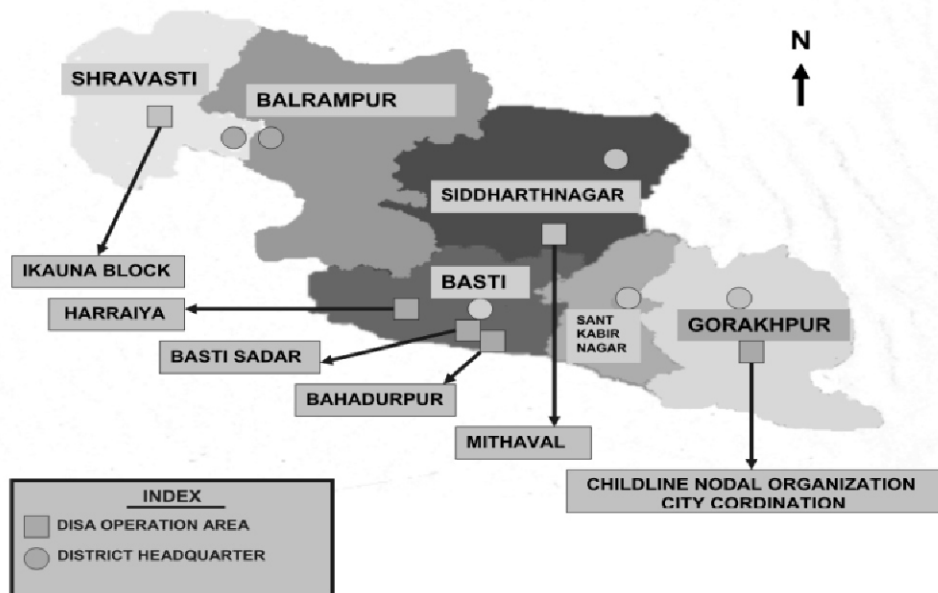 N
SHRAVASTI
BALRAMPUR
SIDDHARTHNAGAR
IKAUNA BLOCK
BASTI
HARRAIYA
SANT
KABIR
NAGAR
GORAKHPUR
BASTI SADAR
BAHADURPUR
MITHAVAL
CHILDLINE NODAL ORGANIZATION
CITY CORDINATION
INDEX
DISA OPERATION AREA
DISTRICT HEADQUARTER